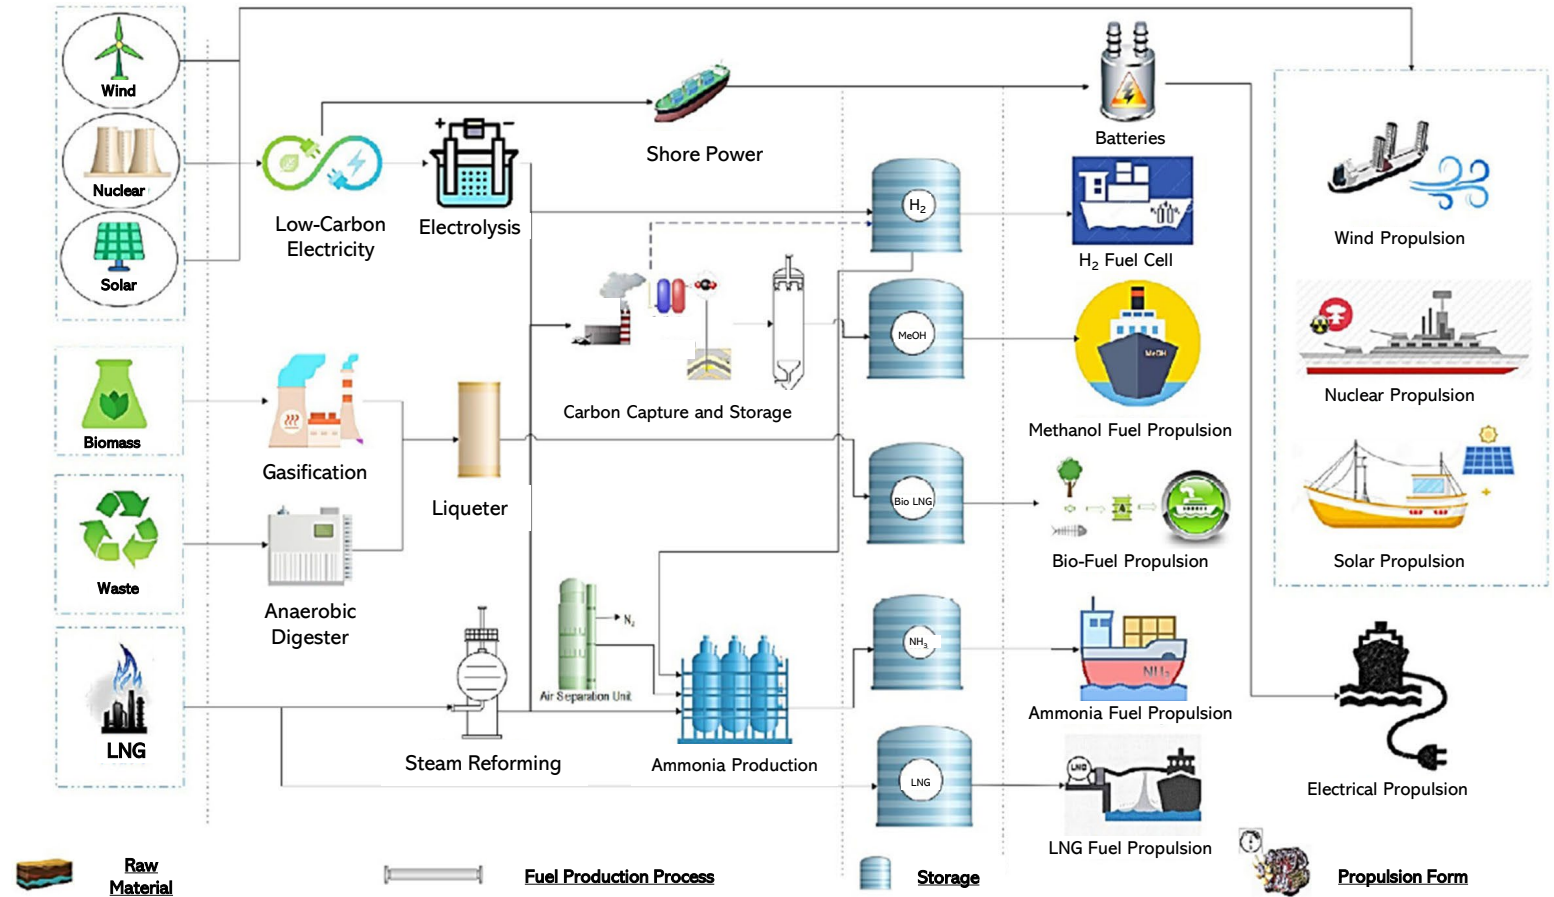 Wind
Nuclear
Solar
Biomass
Waste
LNG
Low-Carbon
Electricity
Electrolysis
Gasification
Anaerobic
Digester
Liqueter
Steam Reforming
Shore Power
Carbon Capture and Storage
N2
Air Separation Unit
Ammonia Production
H2
MeOH
Bio LNG
NH3
LNG
Batteries
H2 Fuel Cell
MeOH
Methanol Fuel Propulsion
Bio-Fuel Propulsion
NH3
Ammonia Fuel Propulsion
LNG
LNG Fuel Propulsion
Wind Propulsion
Nuclear Propulsion
Solar Propulsion
Electrical Propulsion
Raw
Material
Fuel Production Process
Storage
Propulsion Form